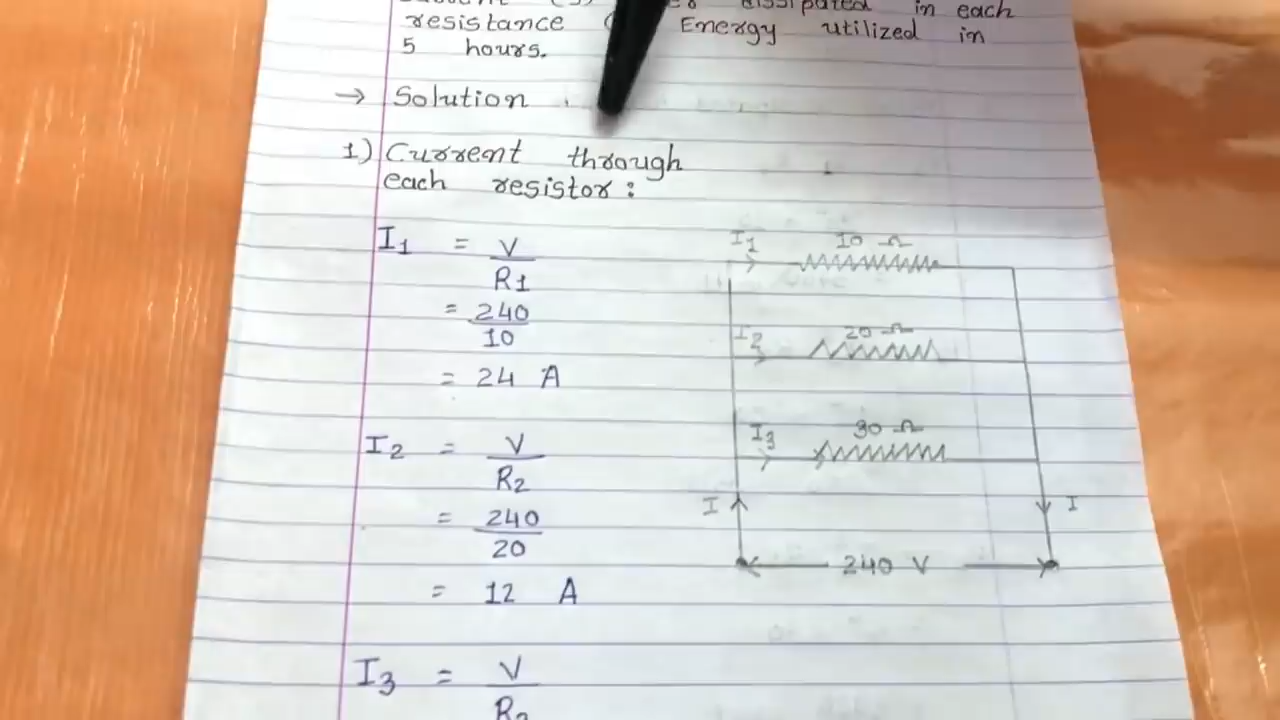 dissipated in each
resistance ( Energy utilized in
5 hours.
→ Solution
1) Current through
each resistor :
I1 = V
R1
= 240
10
= 24 A
I2 = V
R2
= 240
20
= 12 A
I3 = V
I1 10 Ω
I2 20 Ω
I3 30 Ω
I I
240 V